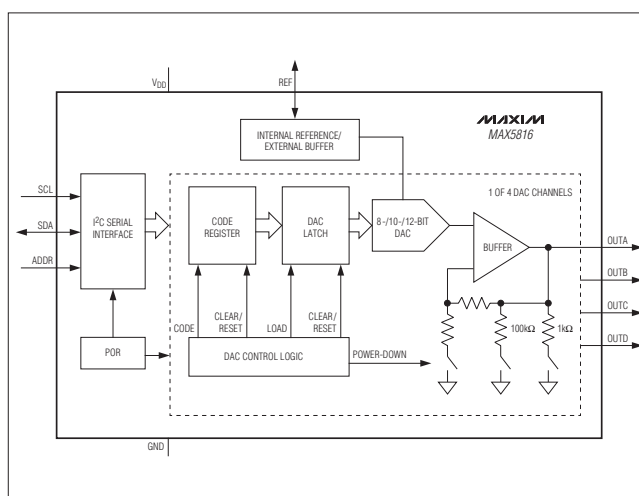 VDD
REF
MAXIM
MAX5816
INTERNAL REFERENCE/
EXTERNAL BUFFER
1 OF 4 DAC CHANNELS
SCL
SDA
ADDR
I2C SERIAL
INTERFACE
CODE
REGISTER
DAC
LATCH
8-/10-/12-BIT
DAC
BUFFER
OUTA
OUTB
OUTC
OUTD
CODE
CLEAR/
RESET
LOAD
CLEAR/
RESET
100kΩ
1kΩ
POR
DAC CONTROL LOGIC
POWER-DOWN
GND